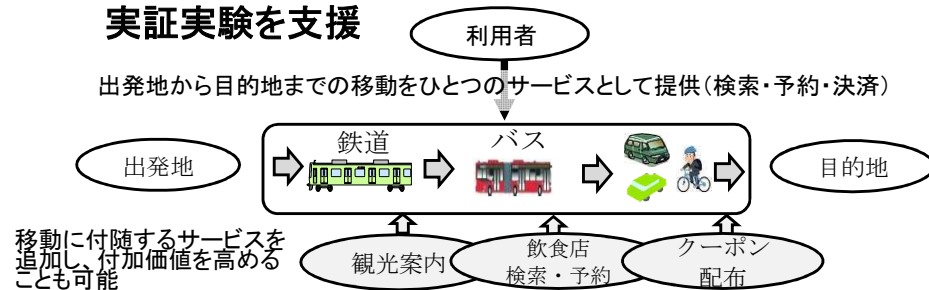 実証実験を支援
利用者
出発地から目的地までの移動をひとつのサービスとして提供（検索・予約・決済）
出発地
鉄道
バス
目的地
移動に付随するサービスを
追加し、付加価値を高める
ことも可能
観光案内
飲食店
検索・予約
クーポン
配布